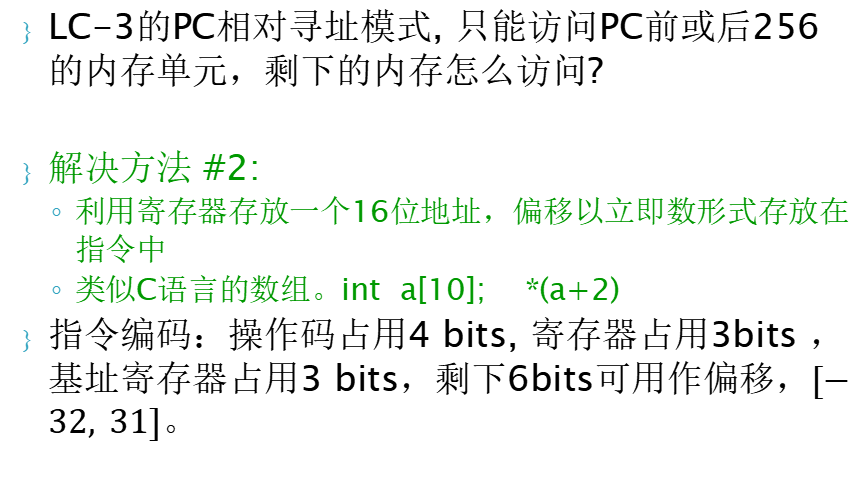 LC-3的PC相对寻址模式, 只能访问PC前或后256
的内存单元，剩下的内存怎么访问?
解决方法 #2:
利用寄存器存放一个16位地址，偏移以立即数形式存放在
指令中
类似C语言的数组。int a[10]; *(a+2)
指令编码：操作码占用4 bits, 寄存器占用3bits ，
基址寄存器占用3 bits，剩下6bits可用作偏移，[−
32, 31]。